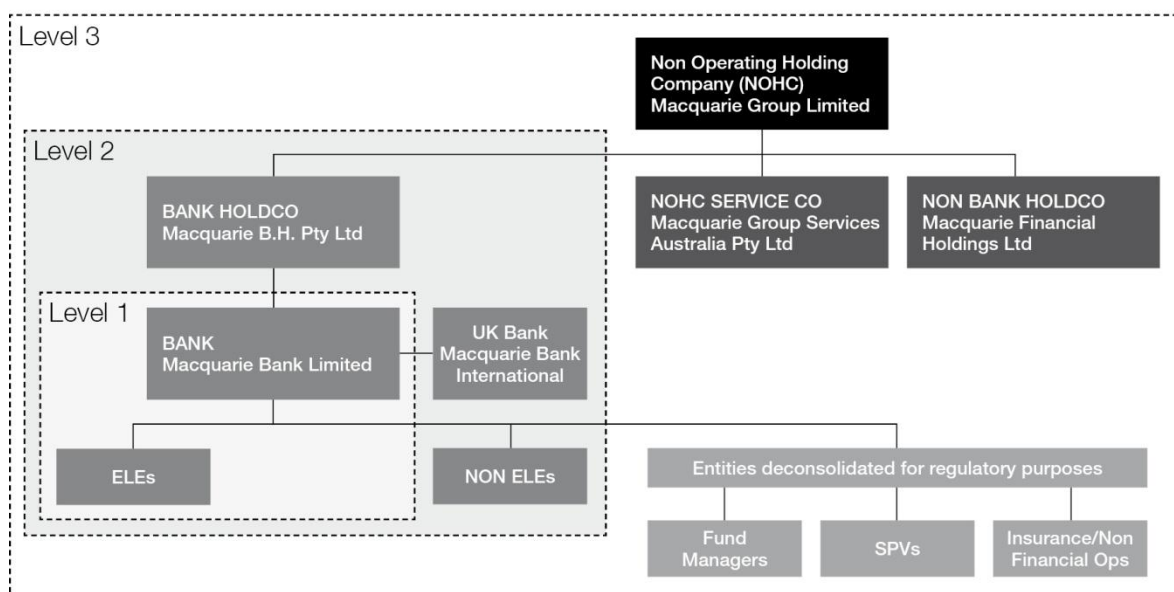 Level 3
Non Operating Holding
Company (NOHC)
Macquarie Group Limited
Level 2
BANK HOLDCO
Macquarie B.H. Pty Ltd
NOHC SERVICE CO
Macquarie Group Services
Australia Pty Ltd
NON BANK HOLDCO
Macquarie Financial
Holdings Ltd
Level 1
BANK
Macquarie Bank Limited
UK Bank
Macquarie Bank
International
ELEs
NON ELEs
Entities deconsolidated for regulatory purposes
Fund
Managers
SPVs
Insurance/Non
Financial Ops